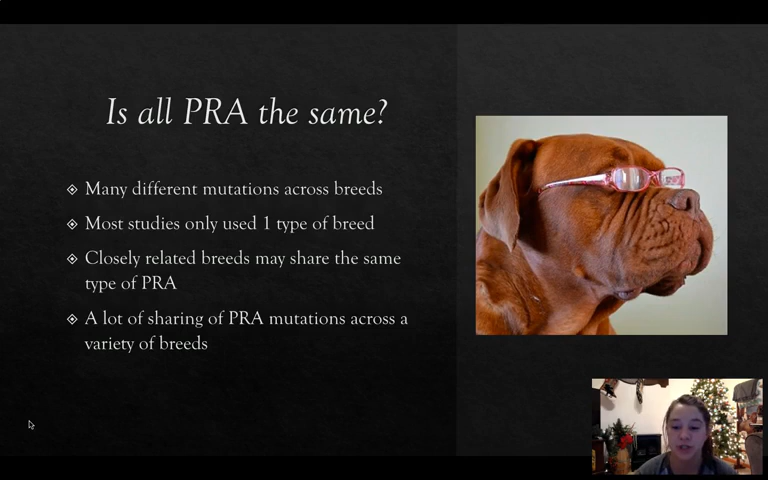 Is all PRA the same?
Many different mutations across breeds
Most studies only used 1 type of breed
Closely related breeds may share the same
type of PRA
A lot of sharing of PRA mutations across a
variety of breeds